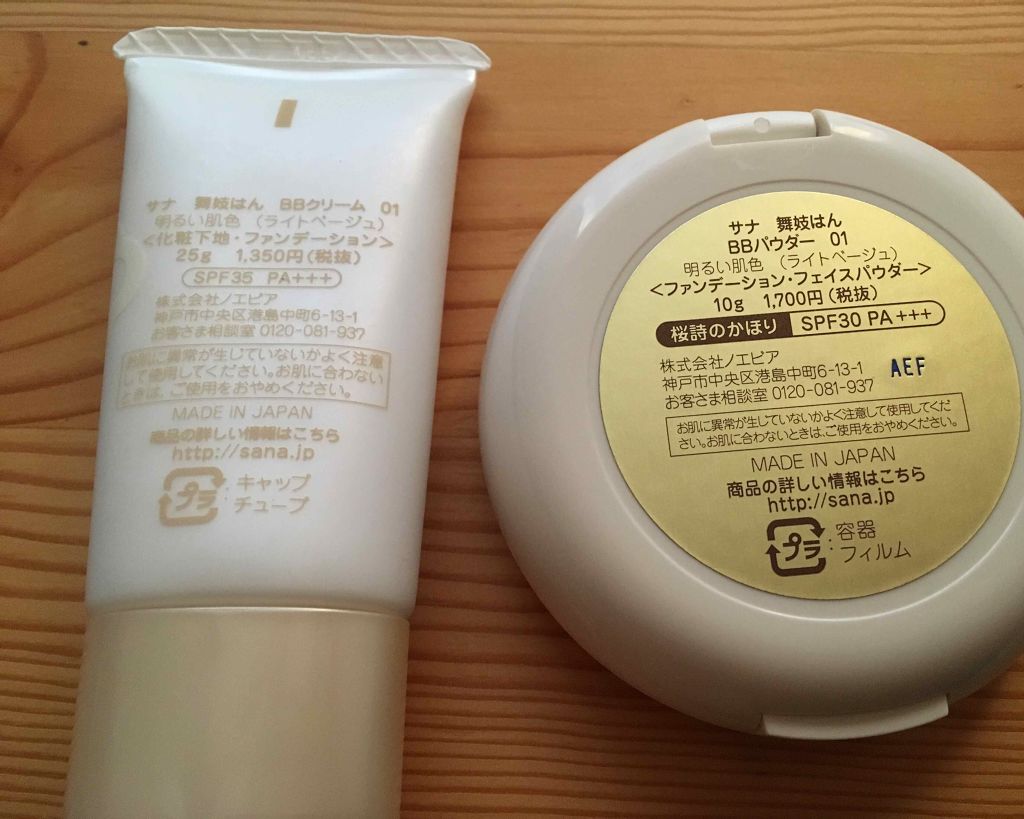 サナ 舞妓はん BBクリーム 01
明るい肌色 （ライトベージュ）
<化粧下地・ファンデーション>
25g 1,350円（税抜）
SPF35 PA+++
株式会社ノエビア
神戸市中央区港島中町6-13-1
お客さま相談室 0120-081-937
お肌に異常が生じていないかよく注意
して使用してください。お肌に合わない
ときは、ご使用をおやめください。
MADE IN JAPAN
商品の詳しい情報はこちら
http://sana.jp
プラ : キャップ
チューブ
サナ 舞妓はん
BBパウダー 01
明るい肌色 （ライトベージュ）
<ファンデーション・フェイスパウダー>
10g 1,700円（税抜）
桜詩のかほり SPF30 PA+++
株式会社ノエビア
神戸市中央区港島中町6-13-1
お客さま相談室 0120-081-937
AEF
お肌に異常が生じていないかよく注意して使用してくだ
さい。お肌に合わないときは、ご使用をおやめください。
MADE IN JAPAN
商品の詳しい情報はこちら
http://sana.jp
プラ : 容器
フィルム